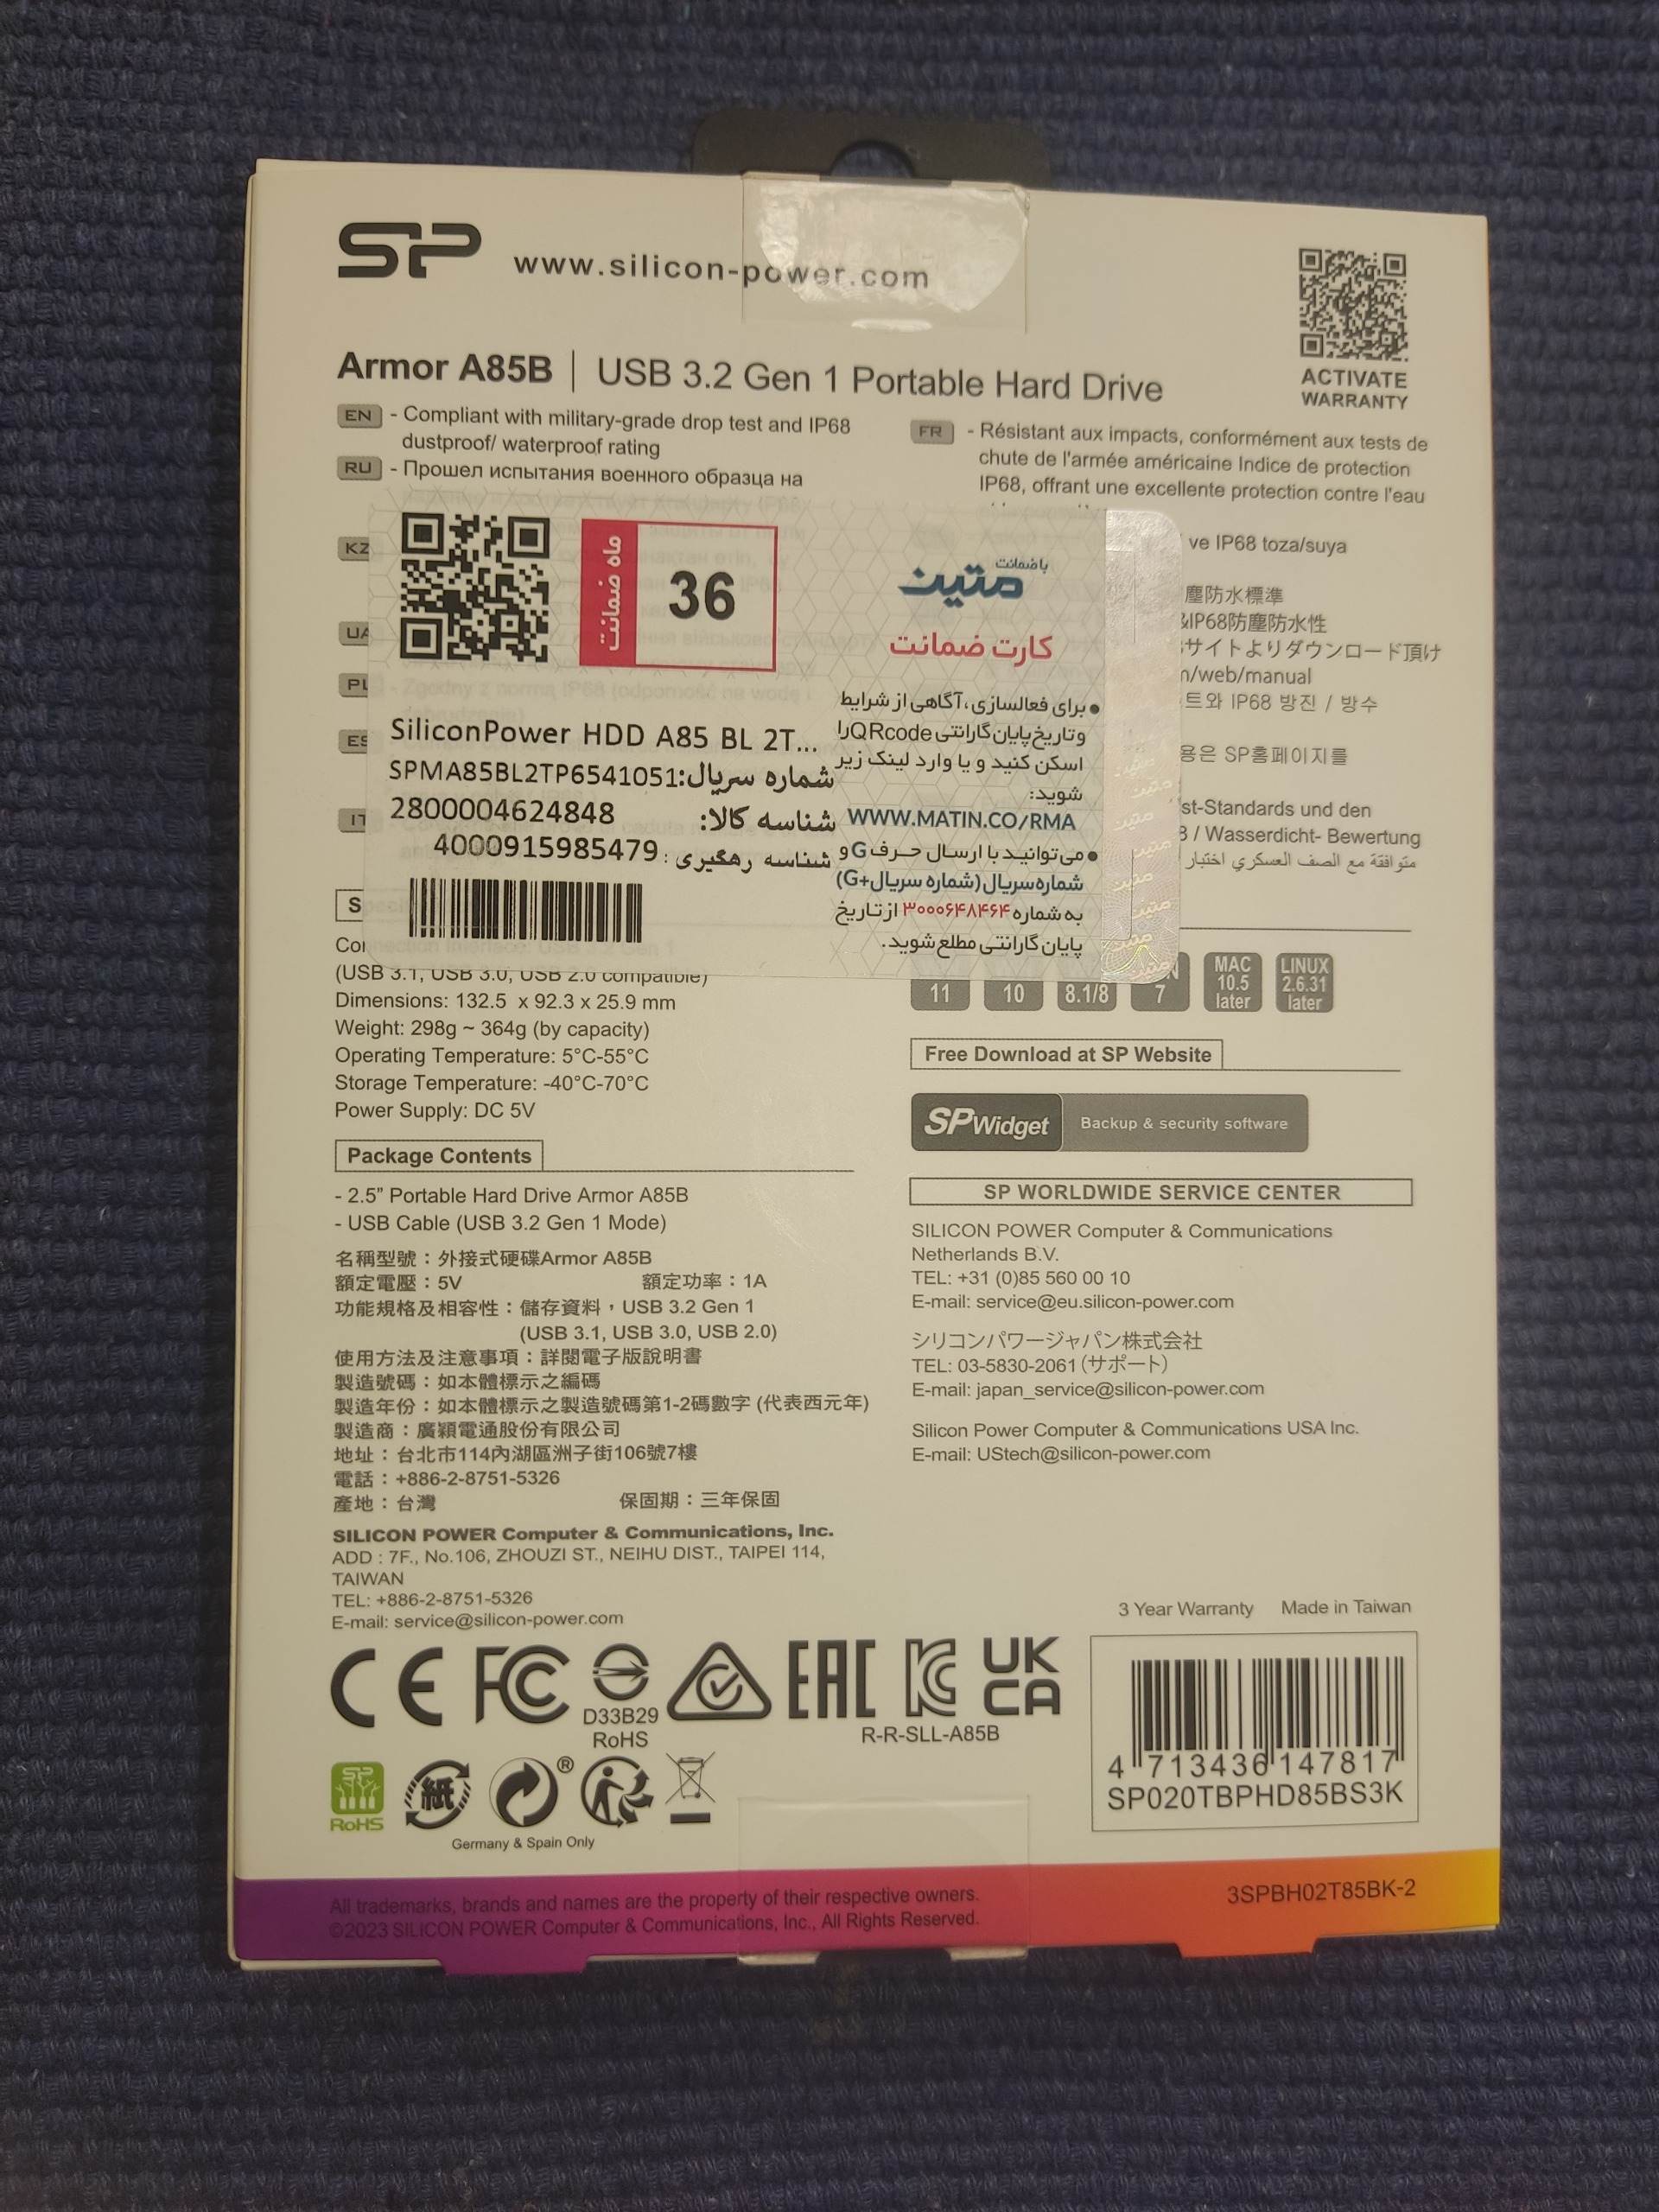 SP www.silicon-power.com
ACTIVATE
WARRANTY
Armor A85B | USB 3.2 Gen 1 Portable Hard Drive
EN - Compliant with military-grade drop test and IP68
dustproof/ waterproof rating
RU - Прошел испытания военного образца на
FR - Résistant aux impacts, conformément aux tests de
chute de l'armée américaine Indice de protection
IP68, offrant une excellente protection contre l'eau
KZ
UA
PL
ES
IT
ve IP68 toza/suya
塵防水標準
&IP68防塵防水性
サイトよりダウンロード頂け
/web/manual
트와 IP68 방진 / 방수
용은 SP홈페이지를
st-Standards und den
/ Wasserdicht- Bewertung
متوافقة مع الصف العسكري اختبار
ماه ضمانت
36
SiliconPower HDD A85 BL 2T...
شماره سریال:SPMA85BL2TP6541051
شناسه کالا: 2800004624848
شناسه رهگیری : 4000915985479
با ضمانت
متین
کارت ضمانت
●برای فعالسازی،آگاهی از شرایط
وتاریخ پایان گارانتی QRcode را
اسکن کنید و یا وارد لینک زیر
شوید:
WWW.MATIN.CO/RMA
●می‌توانید با ارسال حرف G و
شماره سریال (شماره سریال+G)
به شماره ۳۰۰۰۶۴۸۴۶۴ از تاریخ
پایان گارانتی مطلع شوید.
(USB 3.1, USB 3.0, USB 2.0 compatible)
Dimensions: 132.5 x 92.3 x 25.9 mm
Weight: 298g ~ 364g (by capacity)
Operating Temperature: 5°C-55°C
Storage Temperature: -40°C-70°C
Power Supply: DC 5V
Package Contents
- 2.5" Portable Hard Drive Armor A85B
- USB Cable (USB 3.2 Gen 1 Mode)
名稱型號：外接式硬碟Armor A85B
額定電壓：5V 額定功率：1A
功能規格及相容性：儲存資料，USB 3.2 Gen 1
(USB 3.1, USB 3.0, USB 2.0)
使用方法及注意事項：詳閱電子版說明書
製造號碼：如本體標示之編碼
製造年份：如本體標示之製造號碼第1-2碼數字 (代表西元年)
製造商：廣穎電通股份有限公司
地址：台北市114內湖區洲子街106號7樓
電話：+886-2-8751-5326
產地：台灣 保固期：三年保固
SILICON POWER Computer & Communications, Inc.
ADD : 7F., No.106, ZHOUZI ST., NEIHU DIST., TAIPEI 114,
TAIWAN
TEL: +886-2-8751-5326
E-mail: service@silicon-power.com
11
10
8.1/8
7
MAC
10.5
later
LINUX
2.6.31
later
Free Download at SP Website
SP Widget Backup & security software
SP WORLDWIDE SERVICE CENTER
SILICON POWER Computer & Communications
Netherlands B.V.
TEL: +31 (0)85 560 00 10
E-mail: service@eu.silicon-power.com
シリコンパワージャパン株式会社
TEL: 03-5830-2061（サポート）
E-mail: japan_service@silicon-power.com
Silicon Power Computer & Communications USA Inc.
E-mail: UStech@silicon-power.com
3 Year Warranty Made in Taiwan
CE FC EAC KC UK CA
D33B29
RoHS
R-R-SLL-A85B
SP
RoHS
紙
®
Germany & Spain Only
4 713436 147817
SP020TBPHD85BS3K
All trademarks, brands and names are the property of their respective owners.
©2023 SILICON POWER Computer & Communications, Inc., All Rights Reserved.
3SPBH02T85BK-2